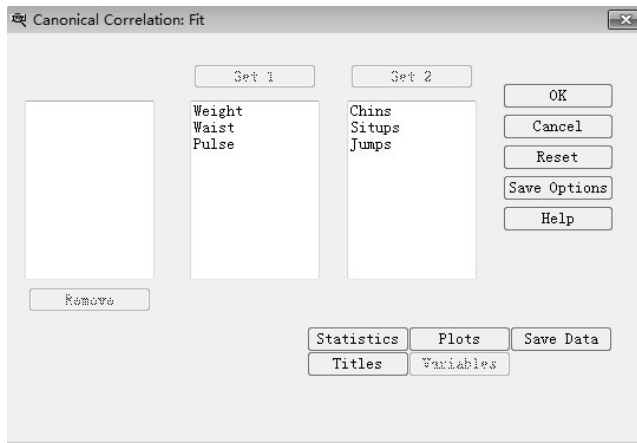 Canonical Correlation: Fit
Set 1
Set 2
Weight
Waist
Pulse
Chins
Situps
Jumps
OK
Cancel
Reset
Save Options
Help
Remove
Statistics
Plots
Save Data
Titles
Variables